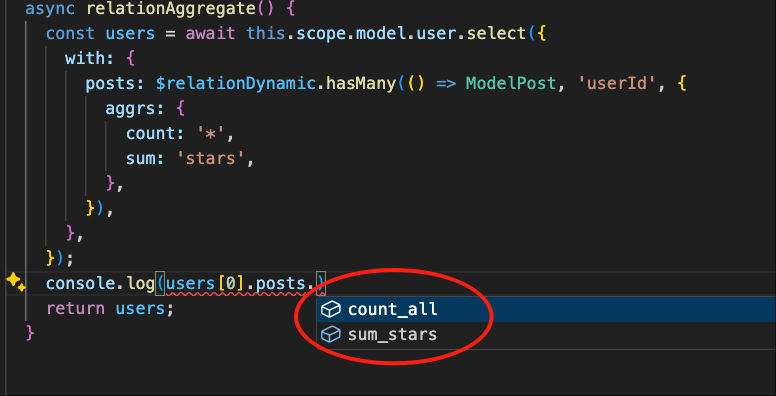 async relationAggregate() {
const users = await this.scope.model.user.select({
with: {
posts: $relationDynamic.hasMany(() => ModelPost, 'userId', {
aggrs: {
count: '*',
sum: 'stars',
},
}),
},
});
console.log(users[0].posts.)
count_all
return users;
sum_stars
}